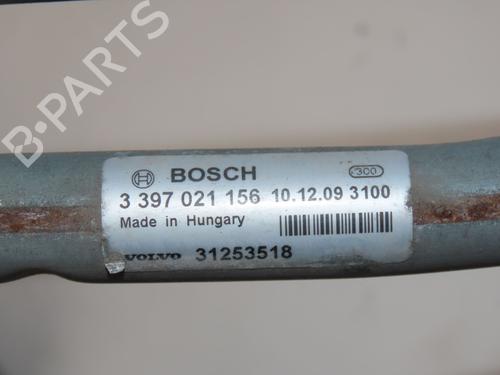 B-PARTS
BOSCH 300
3 397 021 156 10.12.09 3100
Made in Hungary
VOLVO 31253518